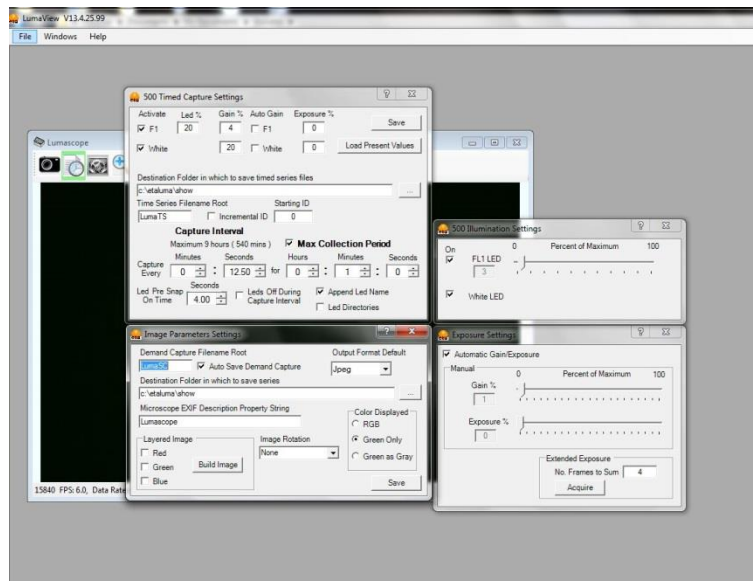 LumaView V13.4.25.99
File Windows Help
500 Timed Capture Settings
Activate Led % Gain % Auto Gain Exposure %
F1 20 4 F1 0 Save
White 20 White 0 Load Present Values
Destination Folder in which to save timed series files
c:\etaluma\show ...
Time Series Filename Root Starting ID
LumaTS Incremental ID 0
Capture Interval
Maximum 9 hours ( 540 mins ) Max Collection Period
Minutes Seconds Hours Minutes Seconds
Capture Every 0 : 12.50 for 0 : 1 : 0
Led Pre Snap On Time Seconds 4.00 Leds Off During Capture Interval Append Led Name
Led Directories
Lumascope
15840 FPS: 6.0, Data Rate
500 Illumination Settings
On 0 Percent of Maximum 100
FL1 LED
3
White LED
Image Parameters Settings
Demand Capture Filename Root Output Format Default
LumaSC Auto Save Demand Capture Jpeg
Destination Folder in which to save series
c:\etaluma\show ...
Microscope EXIF Description Property String
Lumascope
Color Displayed
RGB
Green Only
Green as Gray
Layered Image
Red
Green
Blue
Build Image
Image Rotation
None
Save
Exposure Settings
Automatic Gain/Exposure
Manual
Gain % 0 Percent of Maximum 100
1
Exposure %
0
Extended Exposure
No. Frames to Sum 4
Acquire